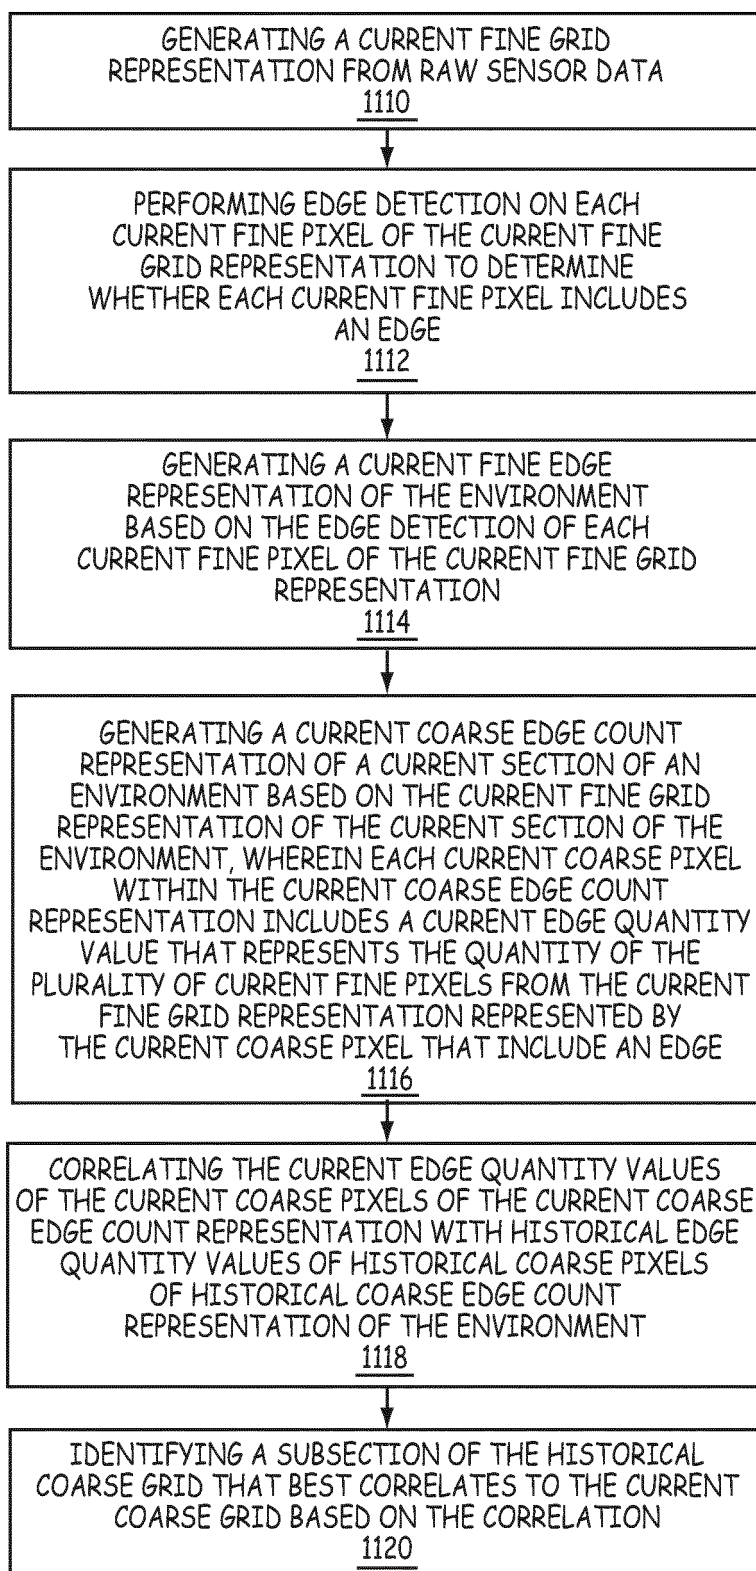 GENERATING A CURRENT FINE GRID
REPRESENTATION FROM RAW SENSOR DATA
1110
PERFORMING EDGE DETECTION ON EACH
CURRENT FINE PIXEL OF THE CURRENT FINE
GRID REPRESENTATION TO DETERMINE
WHETHER EACH CURRENT FINE PIXEL INCLUDES
AN EDGE
1112
GENERATING A CURRENT FINE EDGE
REPRESENTATION OF THE ENVIRONMENT
BASED ON THE EDGE DETECTION OF EACH
CURRENT FINE PIXEL OF THE CURRENT FINE GRID
REPRESENTATION
1114
GENERATING A CURRENT COARSE EDGE COUNT
REPRESENTATION OF A CURRENT SECTION OF AN
ENVIRONMENT BASED ON THE CURRENT FINE GRID
REPRESENTATION OF THE CURRENT SECTION OF THE
ENVIRONMENT, WHEREIN EACH CURRENT COARSE PIXEL
WITHIN THE CURRENT COARSE EDGE COUNT
REPRESENTATION INCLUDES A CURRENT EDGE QUANTITY
VALUE THAT REPRESENTS THE QUANTITY OF THE
PLURALITY OF CURRENT FINE PIXELS FROM THE CURRENT
FINE GRID REPRESENTATION REPRESENTED BY
THE CURRENT COARSE PIXEL THAT INCLUDE AN EDGE
1116
CORRELATING THE CURRENT EDGE QUANTITY VALUES
OF THE CURRENT COARSE PIXELS OF THE CURRENT COARSE
EDGE COUNT REPRESENTATION WITH HISTORICAL EDGE
QUANTITY VALUES OF HISTORICAL COARSE PIXELS
OF HISTORICAL COARSE EDGE COUNT
REPRESENTATION OF THE ENVIRONMENT
1118
IDENTIFYING A SUBSECTION OF THE HISTORICAL
COARSE GRID THAT BEST CORRELATES TO THE CURRENT
COARSE GRID BASED ON THE CORRELATION
1120